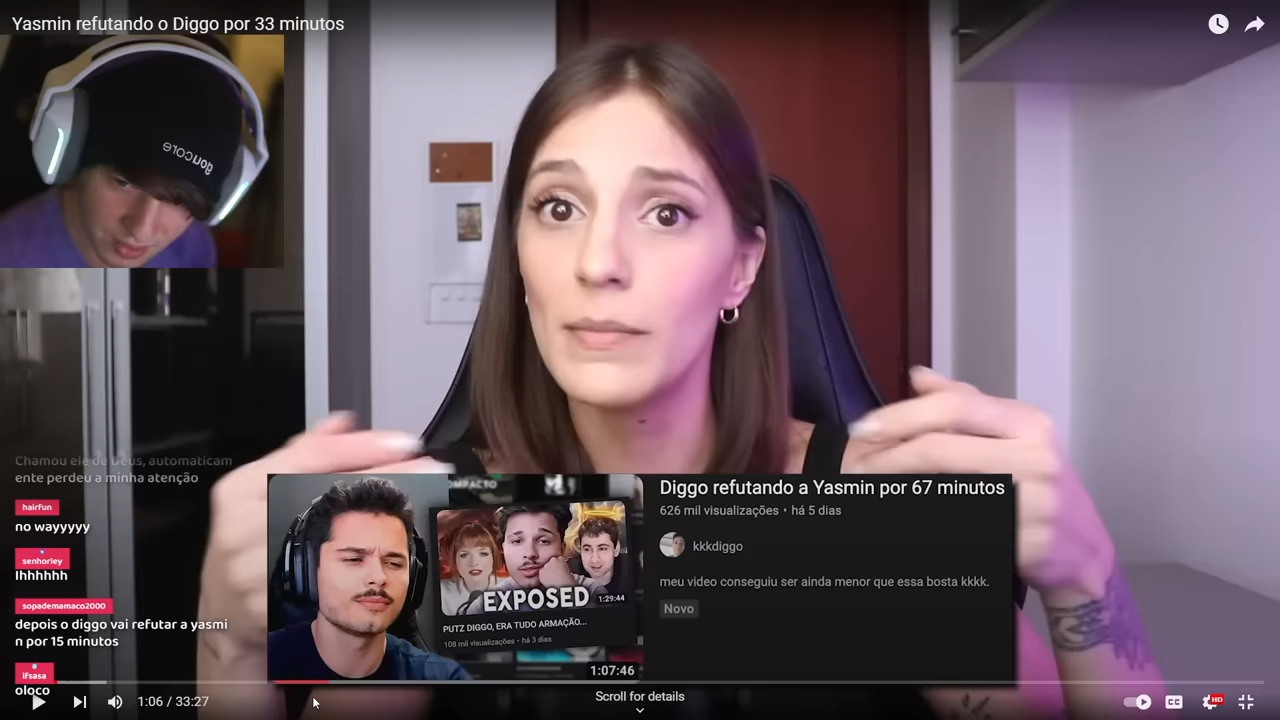 Yasmin refutando o Diggo por 33 minutos
goncore
Chamou ele de Deus, automaticam
ente perdeu a minha atenção
hairfun
no wayyyyy
senhorley
Ihhhhhh
sopademamaco2000
depois o diggo vai refutar a yasmi
n por 15 minutos
ifsasa
oloco
OMPACTO
EXPOSED
1:29:44
PUTZ DIGGO, ERA TUDO ARMAÇÃO...
108 mil visualizações • há 3 dias
1:07:46
Diggo refutando a Yasmin por 67 minutos
626 mil visualizações • há 5 dias
kkkdiggo
meu video conseguiu ser ainda menor que essa bosta kkkk.
Novo
1:06 / 33:27
Scroll for details
CC
HD